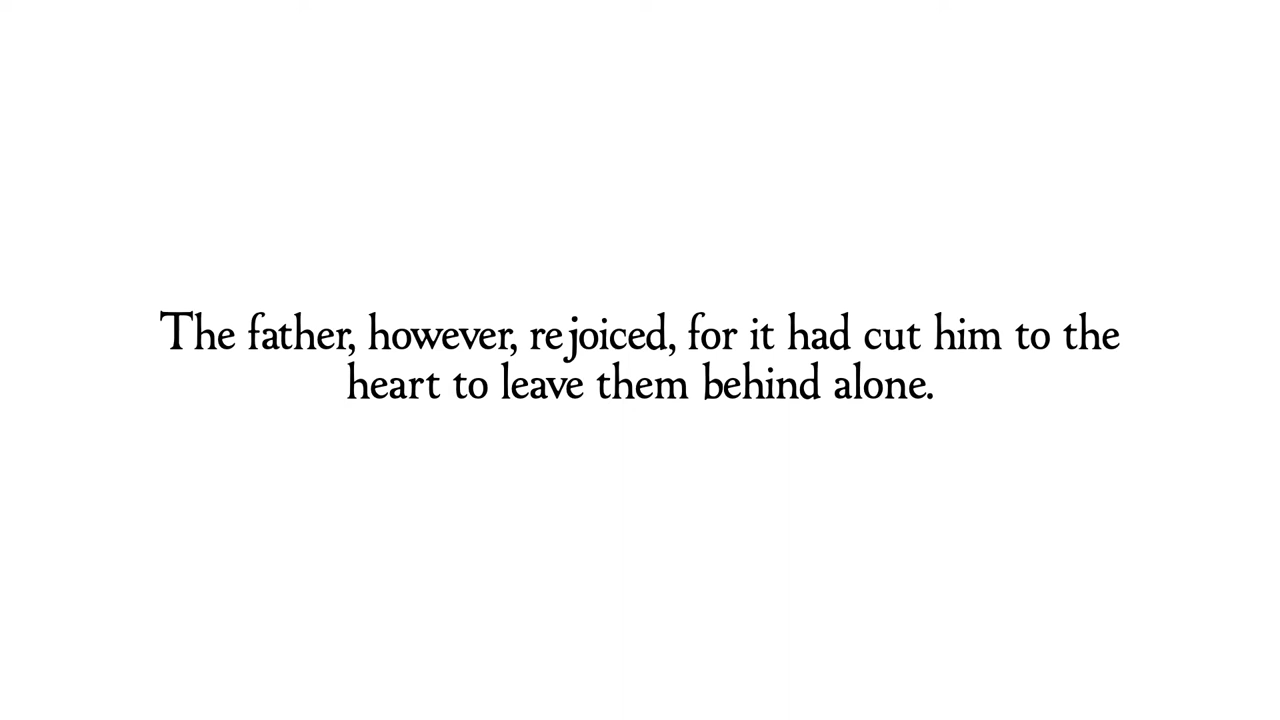 The father, however, rejoiced, for it had cut him to the
heart to leave them behind alone.